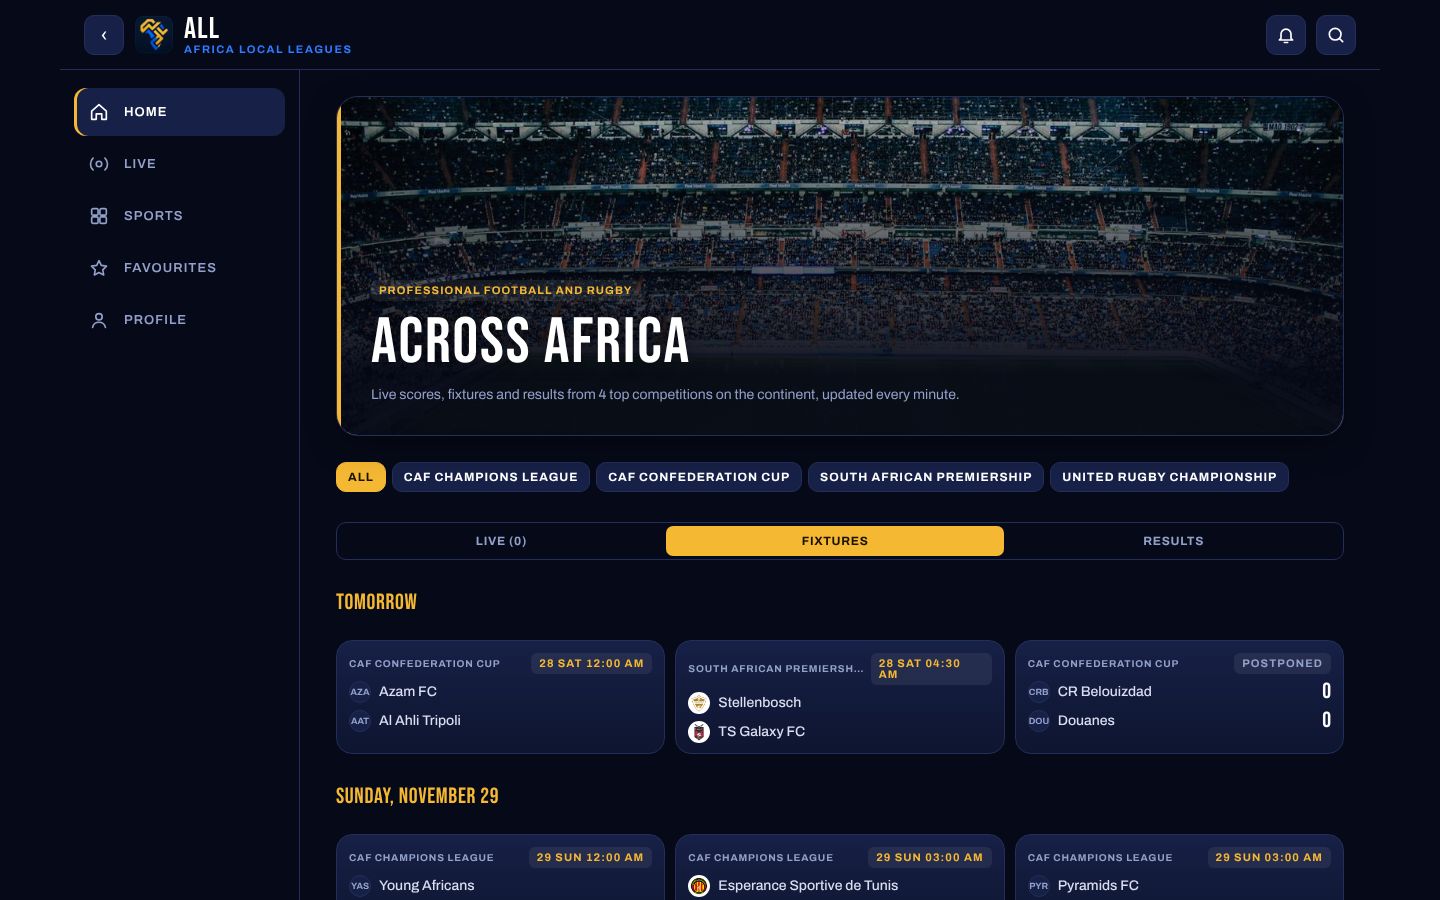 ALL
AFRICA LOCAL LEAGUES
HOME
LIVE
SPORTS
FAVOURITES
PROFILE
PROFESSIONAL FOOTBALL AND RUGBY
ACROSS AFRICA
Live scores, fixtures and results from 4 top competitions on the continent, updated every minute.
ALL
CAF CHAMPIONS LEAGUE
CAF CONFEDERATION CUP
SOUTH AFRICAN PREMIERSHIP
UNITED RUGBY CHAMPIONSHIP
LIVE (0)
FIXTURES
RESULTS
TOMORROW
CAF CONFEDERATION CUP
28 SAT 12:00 AM
AZA Azam FC
AAT Al Ahli Tripoli
SOUTH AFRICAN PREMIERSH...
28 SAT 04:30
AM
Stellenbosch
TS Galaxy FC
CAF CONFEDERATION CUP
POSTPONED
CRB CR Belouizdad 0
DOU Douanes 0
SUNDAY, NOVEMBER 29
CAF CHAMPIONS LEAGUE
29 SUN 12:00 AM
YAS Young Africans
CAF CHAMPIONS LEAGUE
29 SUN 03:00 AM
Esperance Sportive de Tunis
CAF CHAMPIONS LEAGUE
29 SUN 03:00 AM
PYR Pyramids FC